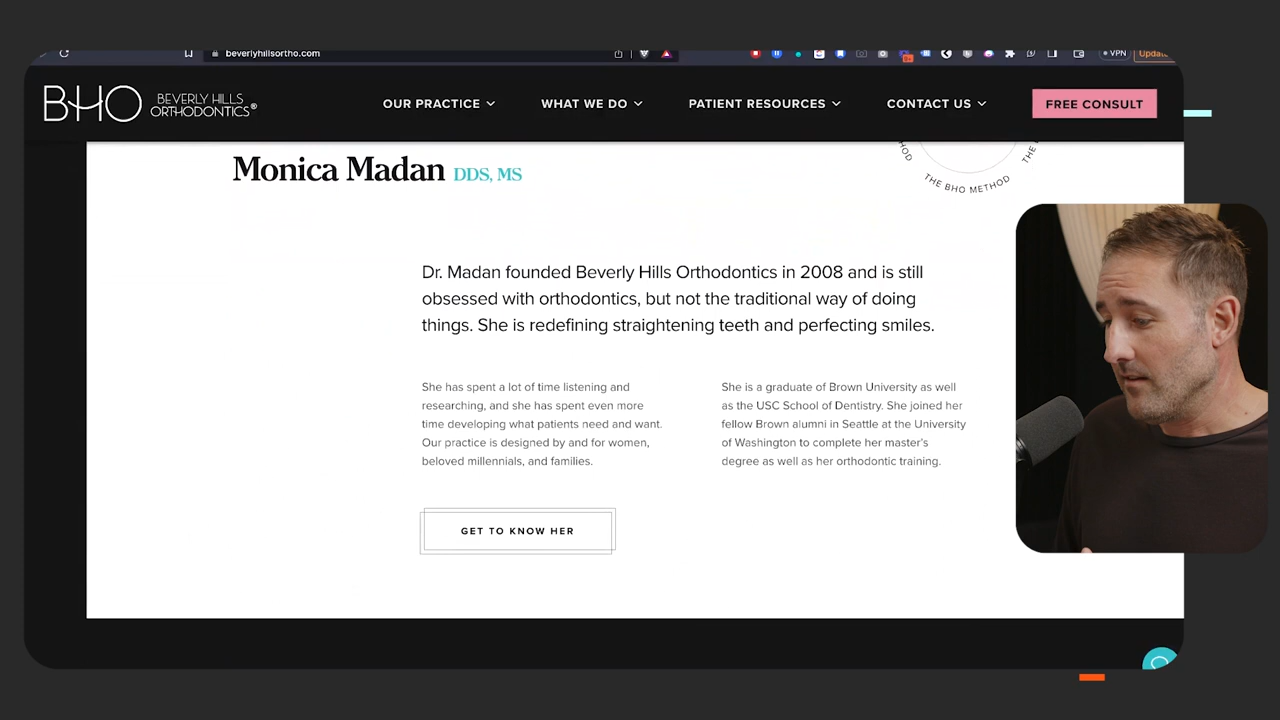 beverlyhillsortho.com
VPN
BHO BEVERLY HILLS ORTHODONTICS®
OUR PRACTICE
WHAT WE DO
PATIENT RESOURCES
CONTACT US
FREE CONSULT
Monica Madan DDS, MS
THE BHO METHOD
Dr. Madan founded Beverly Hills Orthodontics in 2008 and is still
obsessed with orthodontics, but not the traditional way of doing
things. She is redefining straightening teeth and perfecting smiles.
She has spent a lot of time listening and
researching, and she has spent even more
time developing what patients need and want.
Our practice is designed by and for women,
beloved millennials, and families.
She is a graduate of Brown University as well
as the USC School of Dentistry. She joined her
fellow Brown alumni in Seattle at the University
of Washington to complete her master's
degree as well as her orthodontic training.
GET TO KNOW HER